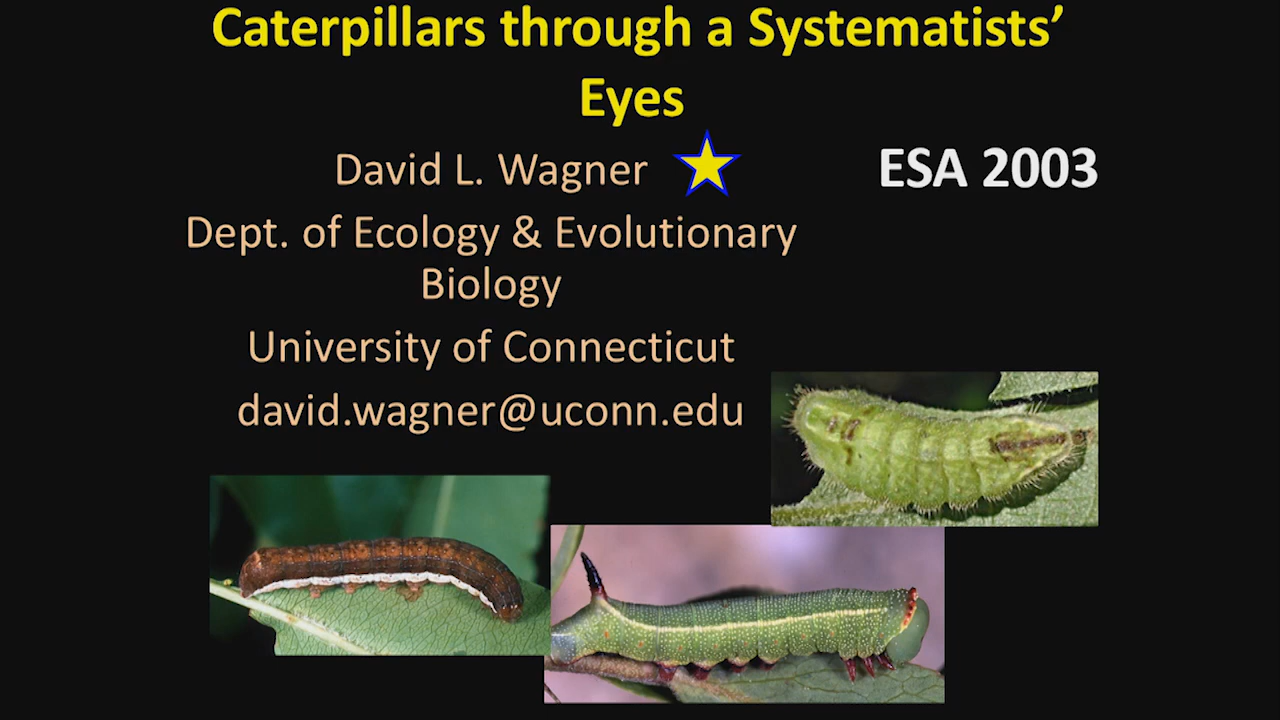 Caterpillars through a Systematists’
Eyes
David L. Wagner
ESA 2003
Dept. of Ecology & Evolutionary
Biology
University of Connecticut
david.wagner@uconn.edu